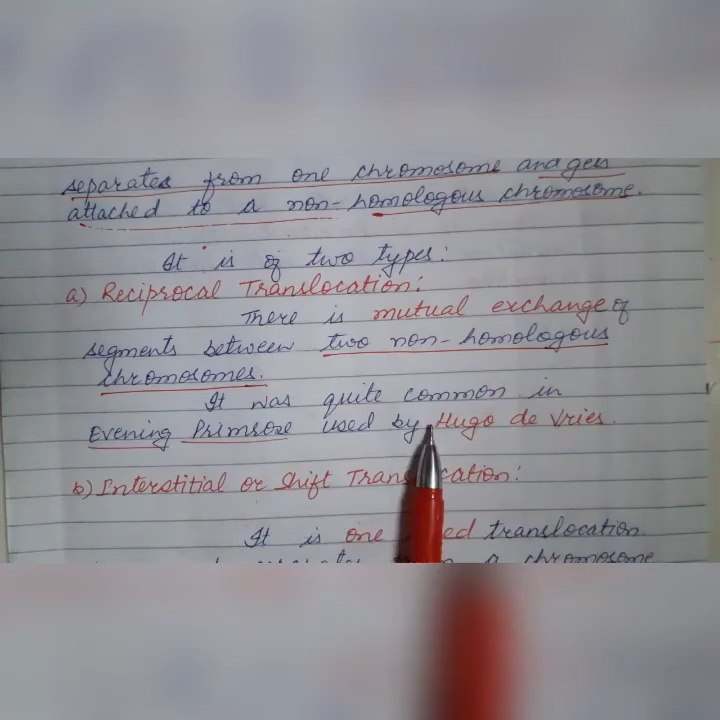 separates from one chromosome and gets
attached to a non-homologous chromosome.
It is of two types:
a) Reciprocal Translocation:
There is mutual exchange of
segments between two non-homologous
chromosomes.
It was quite common in
Evening Primrose used by Hugo de Vries.
b) Interstitial or Shift Trans cation:
It is one ed translocation
a chromosome